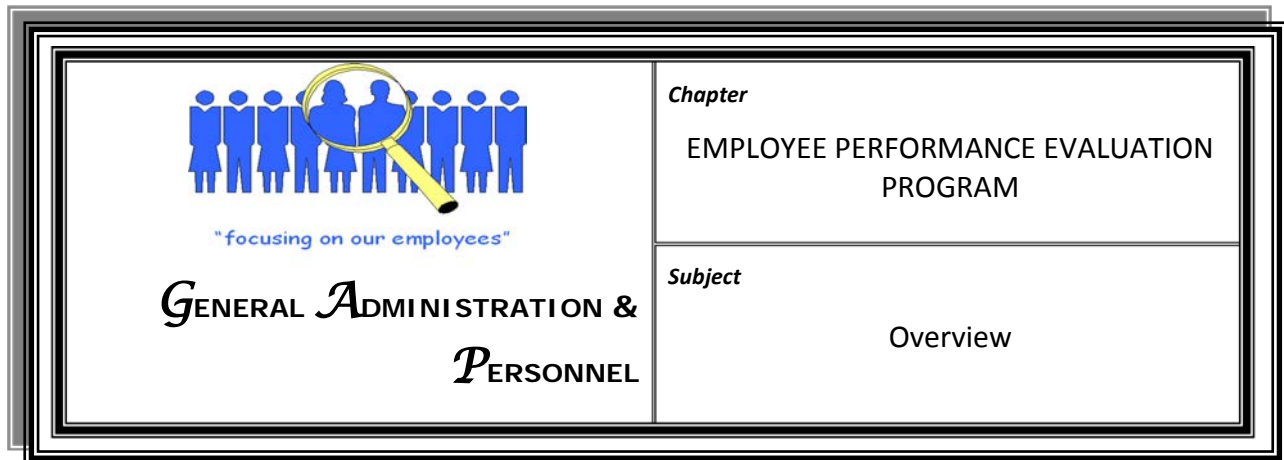 "focusing on our employees"
GENERAL ADMINISTRATION &
PERSONNEL
Chapter
EMPLOYEE PERFORMANCE EVALUATION
PROGRAM
Subject
Overview